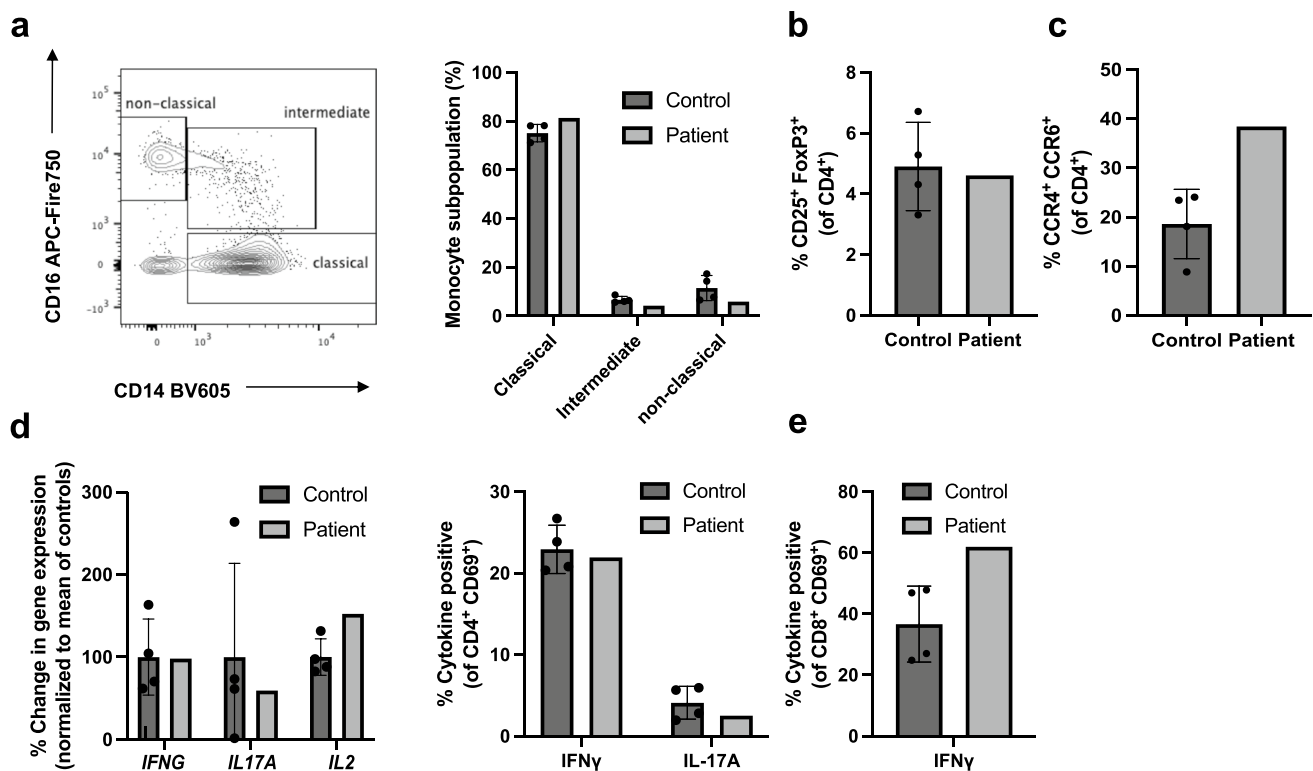 a
CD16 APC-Fire750
10⁵
10⁴
10³
0
-10³
non-classical
intermediate
classical
0
10³
10⁴
CD14 BV605
Monocyte subpopulation (%)
100
80
60
40
20
0
Control
Patient
Classical
Intermediate
non-classical
b
% CD25⁺ FoxP3⁺
(of CD4⁺)
8
6
4
2
0
Control Patient
c
% CCR4⁺ CCR6⁺
(of CD4⁺)
50
40
30
20
10
0
Control Patient
d
% Change in gene expression
(normalized to mean of controls)
300
200
100
0
Control
Patient
IFNG IL17A IL2
% Cytokine positive
(of CD4⁺ CD69⁺)
30
20
10
0
Control
Patient
IFNγ IL-17A
e
% Cytokine positive
(of CD8⁺ CD69⁺)
80
60
40
20
0
Control
Patient
IFNγ